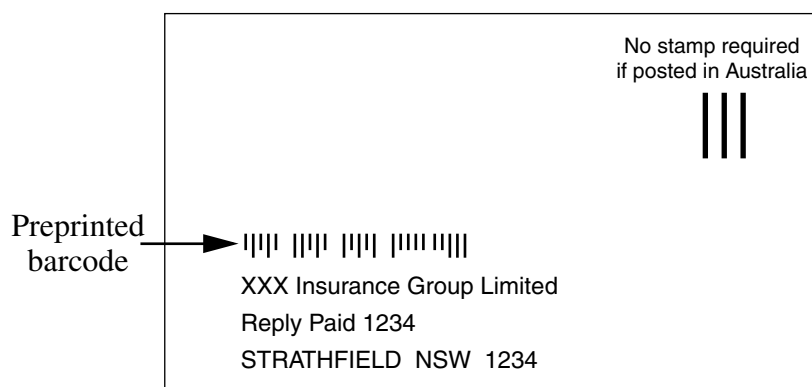 No stamp required
if posted in Australia
Preprinted
barcode
XXX Insurance Group Limited
Reply Paid 1234
STRATHFIELD NSW 1234